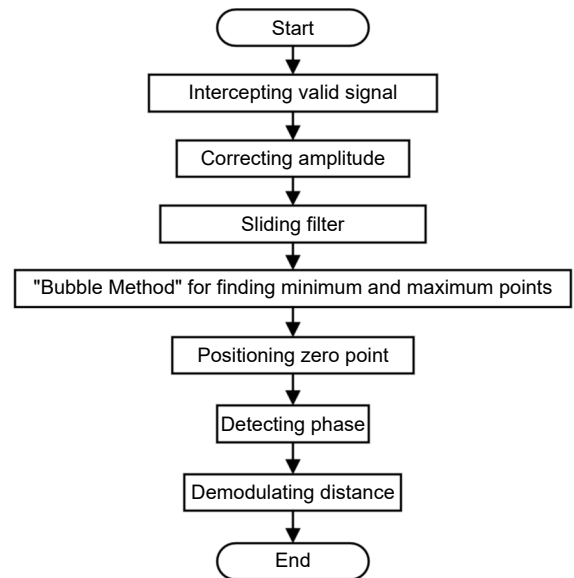 Start
Intercepting valid signal
Correcting amplitude
Sliding filter
"Bubble Method" for finding minimum and maximum points
Positioning zero point
Detecting phase
Demodulating distance
End